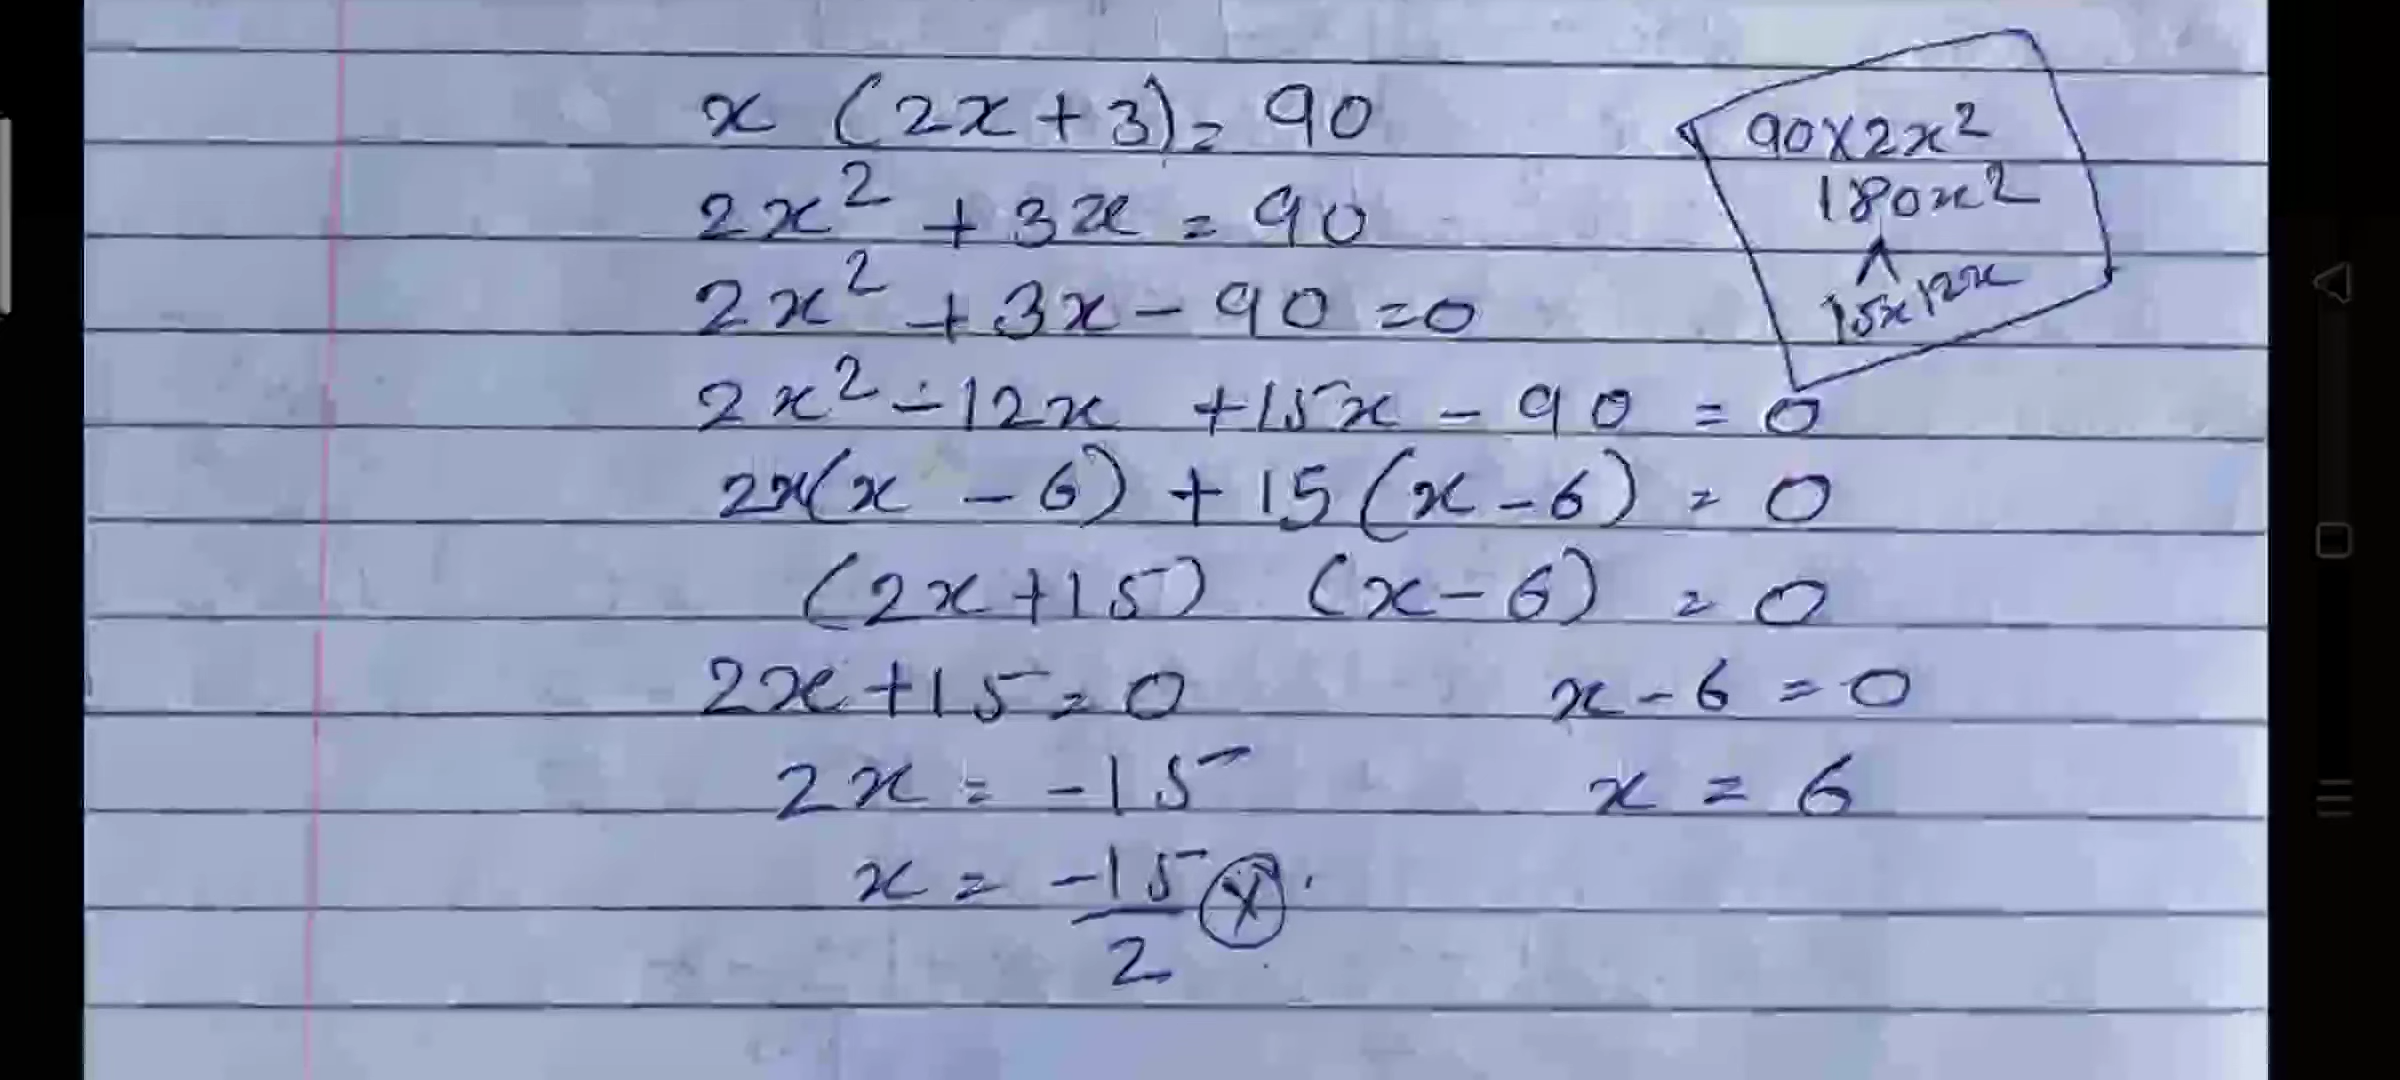 x (2x+3) = 90
2x² + 3x = 90
2x² + 3x - 90 = 0
2x² - 12x + 15x - 90 = 0
2x(x - 6) + 15(x - 6) = 0
(2x+15) (x-6) = 0
2x+15=0 x-6=0
2x = -15 x = 6
x = -15/2 ⓧ
90×2x²
180x²
∧
15x 12x